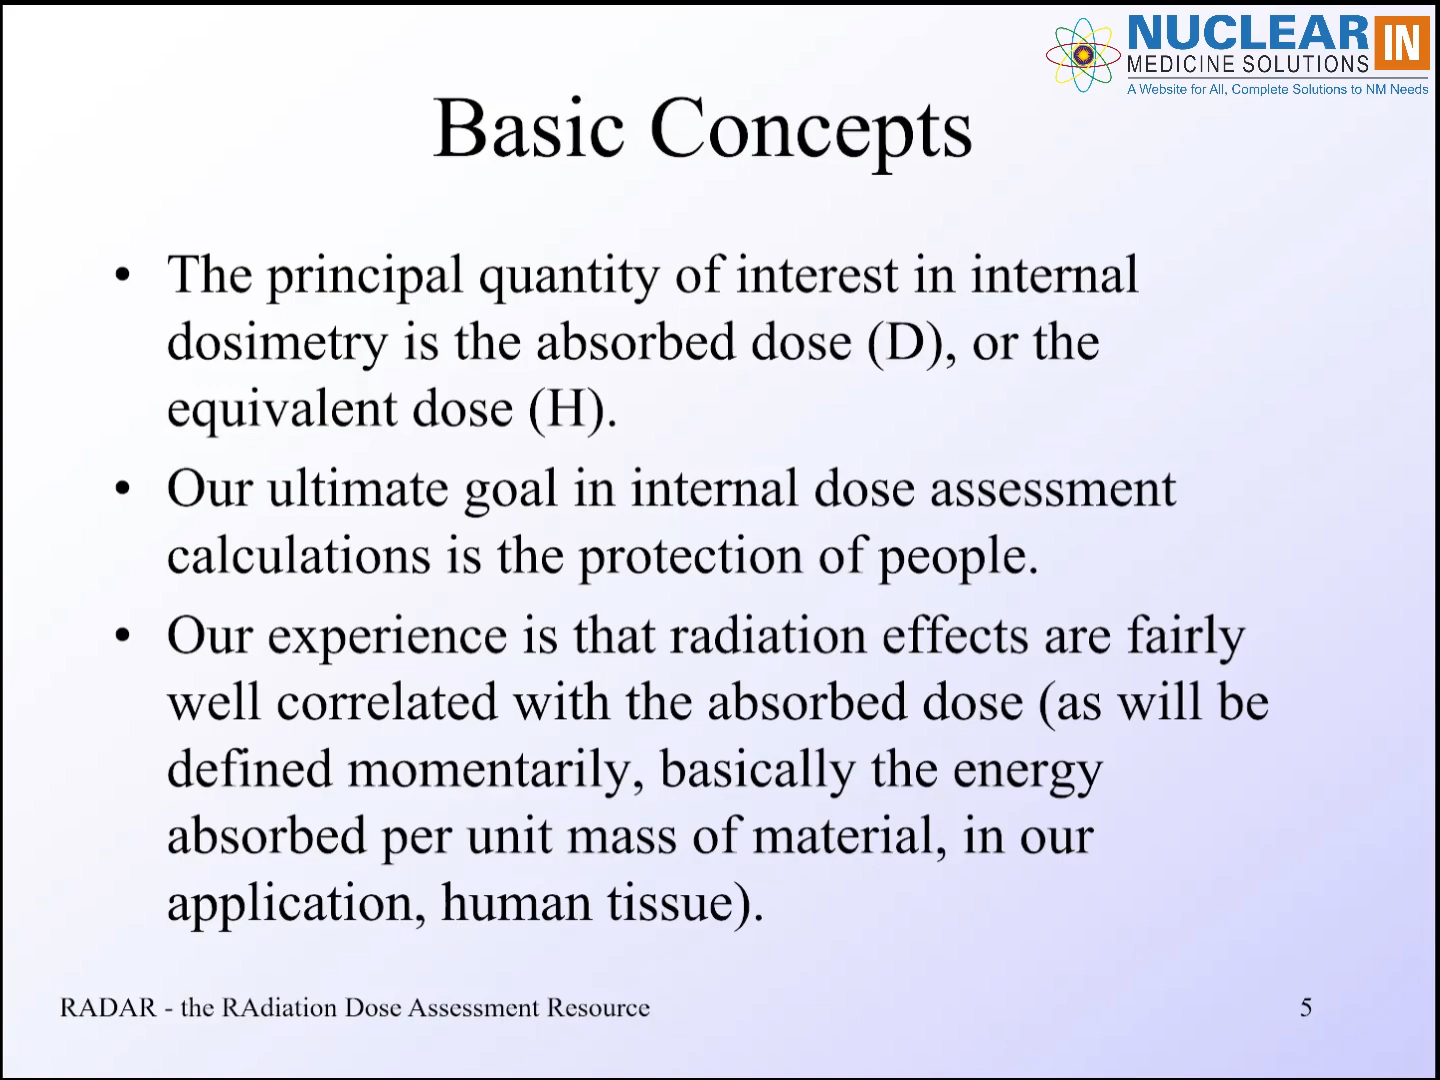 NUCLEAR IN
MEDICINE SOLUTIONS
A Website for All, Complete Solutions to NM Needs
Basic Concepts
• The principal quantity of interest in internal
dosimetry is the absorbed dose (D), or the
equivalent dose (H).
• Our ultimate goal in internal dose assessment
calculations is the protection of people.
• Our experience is that radiation effects are fairly
well correlated with the absorbed dose (as will be
defined momentarily, basically the energy
absorbed per unit mass of material, in our
application, human tissue).
RADAR - the RAdiation Dose Assessment Resource
5